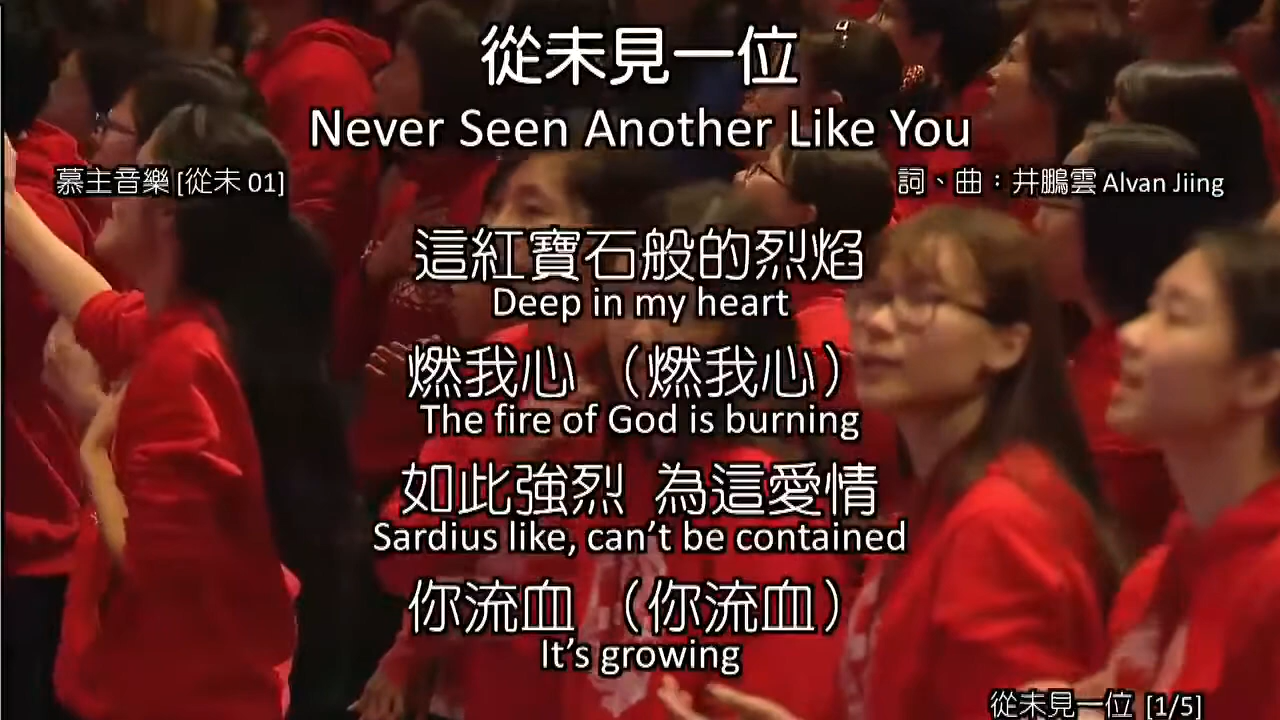 從未見一位
Never Seen Another Like You
慕主音樂 [從未 01]
詞、曲：井鵬雲 Alvan Jiing
這紅寶石般的烈焰
Deep in my heart
燃我心 （燃我心）
The fire of God is burning
如此強烈 為這愛情
Sardius like, can't be contained
你流血 （你流血）
It's growing
從未見一位 [1/5]